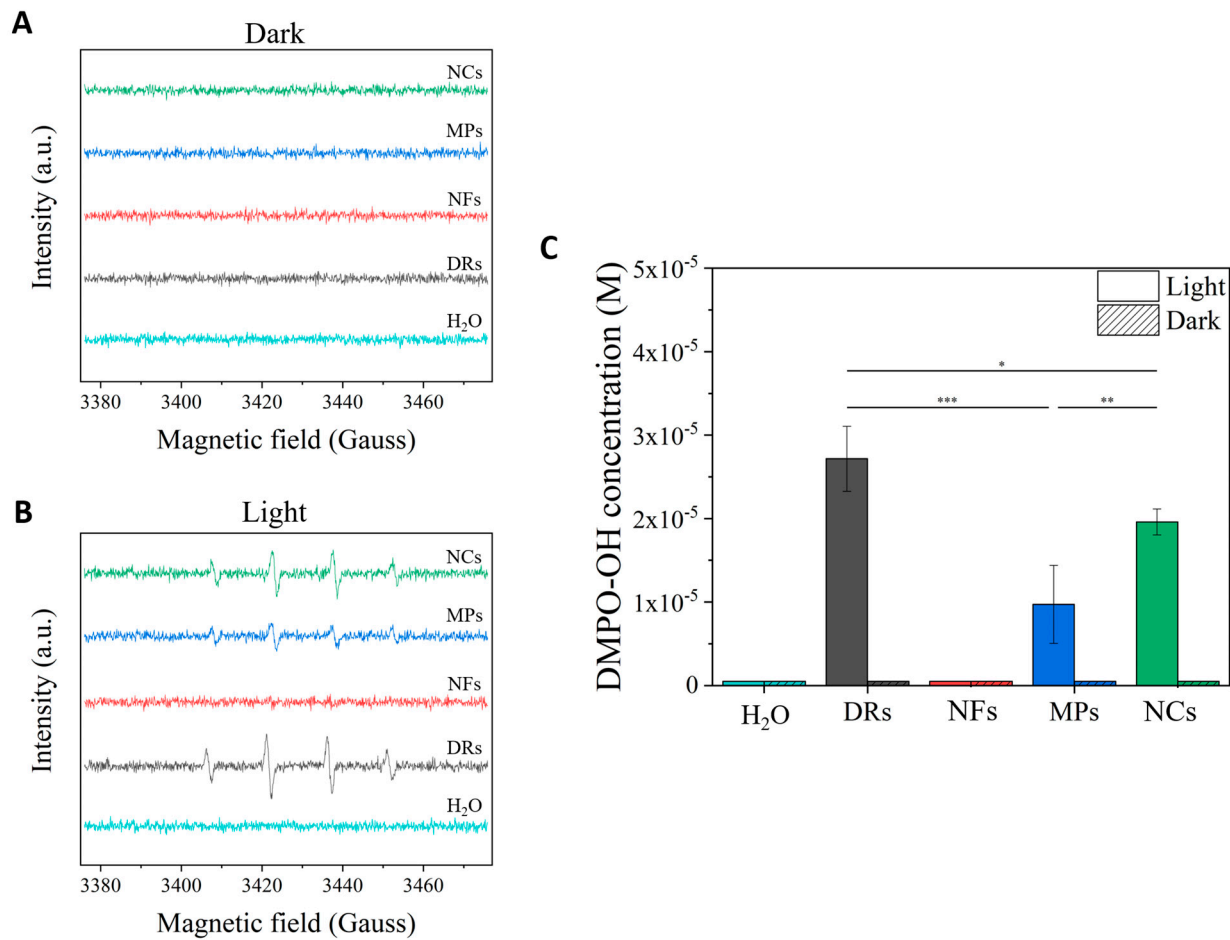 A
Dark
NCs
MPs
NFs
DRs
H₂O
Intensity (a.u.)
3380 3400 3420 3440 3460
Magnetic field (Gauss)
B
Light
NCs
MPs
NFs
DRs
H₂O
Intensity (a.u.)
3380 3400 3420 3440 3460
Magnetic field (Gauss)
C
DMPO-OH concentration (M)
5x10⁻⁵
4x10⁻⁵
3x10⁻⁵
2x10⁻⁵
1x10⁻⁵
0
Light
Dark
*
*** **
H₂O DRs NFs MPs NCs